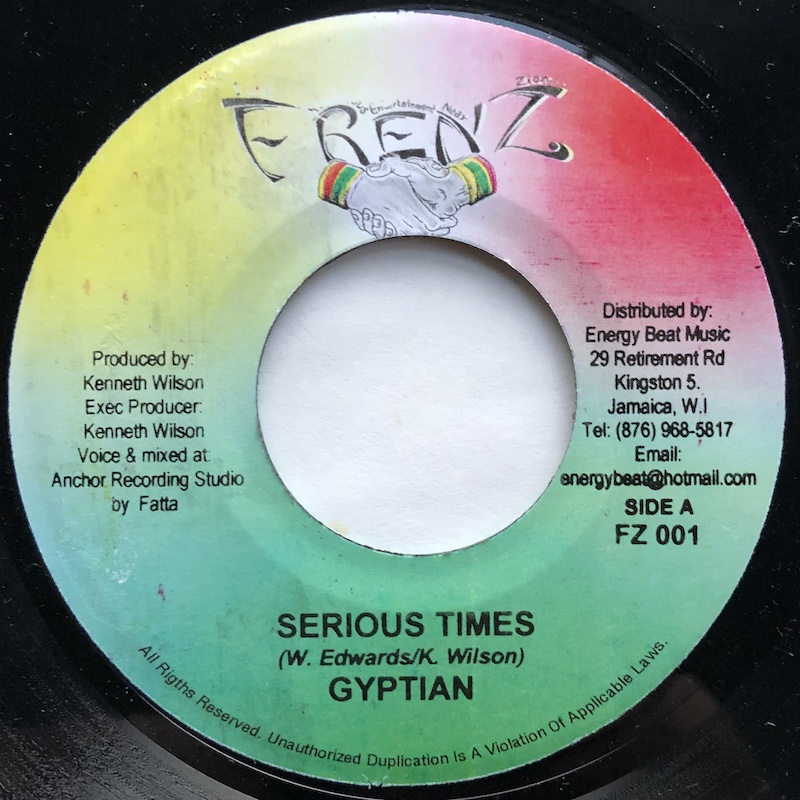 FRENZ
& Entertainment
Zion
Produced by:
Kenneth Wilson
Exec Producer:
Kenneth Wilson
Voice & mixed at:
Anchor Recording Studio
by Fatta
Distributed by:
Energy Beat Music
29 Retirement Rd
Kingston 5.
Jamaica, W.I
Tel: (876) 968-5817
Email:
energybeat@hotmail.com
SIDE A
FZ 001
SERIOUS TIMES
(W. Edwards/K. Wilson)
GYPTIAN
All Rigths Reserved. Unauthorized Duplication Is A Violation Of Applicable Laws.